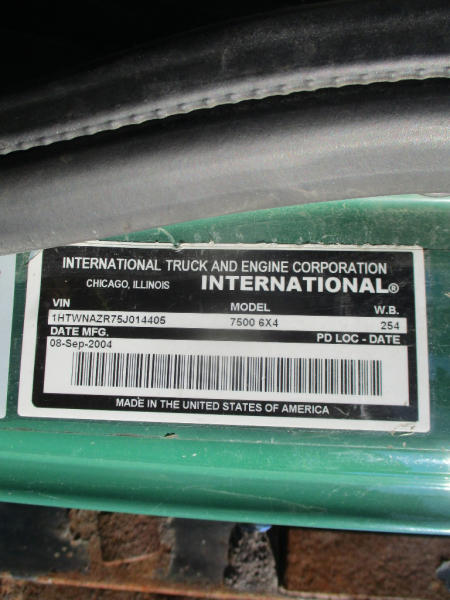 INTERNATIONAL TRUCK AND ENGINE CORPORATION
CHICAGO, ILLINOIS INTERNATIONAL®
VIN MODEL W.B.
1HTWNAZR75J014405 7500 6X4 254
DATE MFG. PD LOC - DATE
08-Sep-2004
MADE IN THE UNITED STATES OF AMERICA